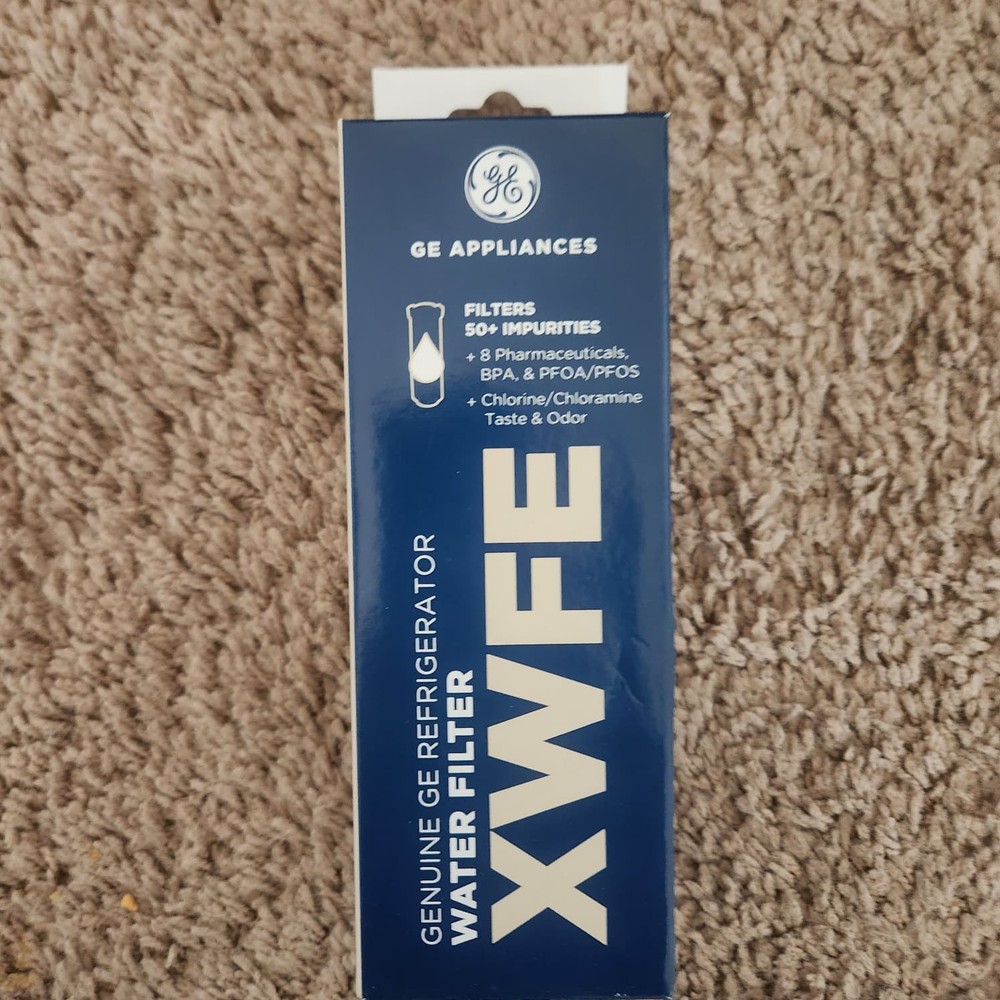 GE
GE APPLIANCES
FILTERS
50+ IMPURITIES
+ 8 Pharmaceuticals,
BPA, & PFOA/PFOS
+ Chlorine/Chloramine
Taste & Odor
GENUINE GE REFRIGERATOR
WATER FILTER
XWFE